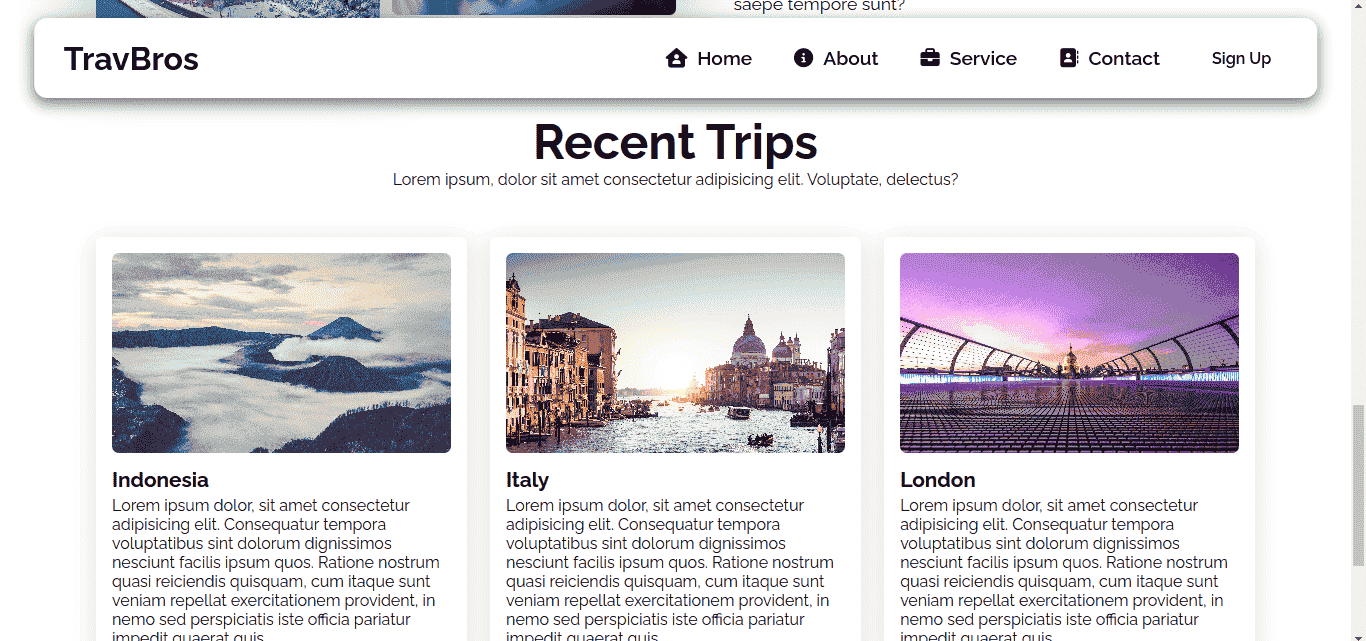 saepe tempore sunt?
TravBros
Home
About
Service
Contact
Sign Up
Recent Trips
Lorem ipsum, dolor sit amet consectetur adipisicing elit. Voluptate, delectus?
Indonesia
Lorem ipsum dolor, sit amet consectetur
adipisicing elit. Consequatur tempora
voluptatibus sint dolorum dignissimos
nesciunt facilis ipsum quos. Ratione nostrum
quasi reiciendis quisquam, cum itaque sunt
veniam repellat exercitationem provident, in
nemo sed perspiciatis iste officia pariatur
impedit quaerat quis
Italy
Lorem ipsum dolor, sit amet consectetur
adipisicing elit. Consequatur tempora
voluptatibus sint dolorum dignissimos
nesciunt facilis ipsum quos. Ratione nostrum
quasi reiciendis quisquam, cum itaque sunt
veniam repellat exercitationem provident, in
nemo sed perspiciatis iste officia pariatur
impedit quaerat quis
London
Lorem ipsum dolor, sit amet consectetur
adipisicing elit. Consequatur tempora
voluptatibus sint dolorum dignissimos
nesciunt facilis ipsum quos. Ratione nostrum
quasi reiciendis quisquam, cum itaque sunt
veniam repellat exercitationem provident, in
nemo sed perspiciatis iste officia pariatur
impedit quaerat quis